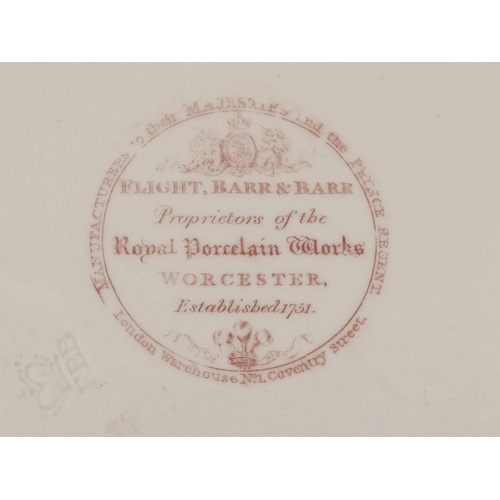 MANUFACTURERS to their MAJESTIES and the PRINCE REGENT.
FLIGHT, BARR & BARR
Proprietors of the
Royal Porcelain Works
WORCESTER,
Established 1751.
London Warehouse No. 1, Coventry Street.
FBB